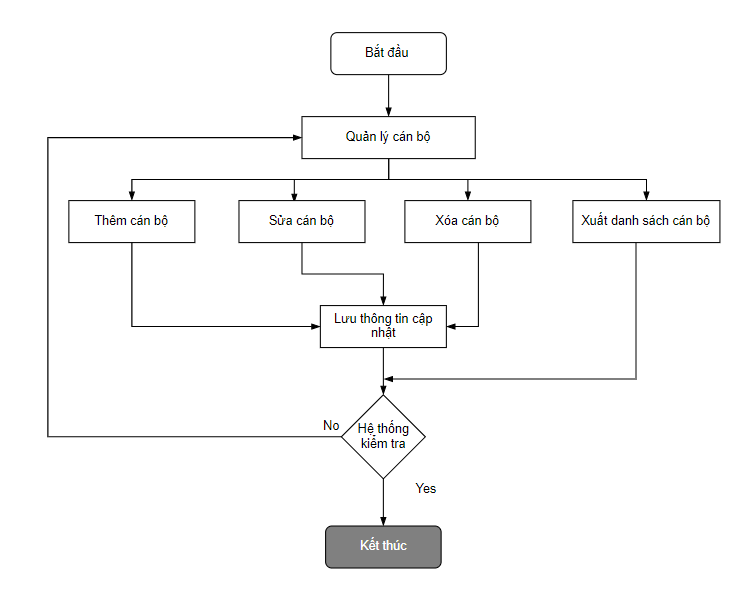 Bắt đầu
Quản lý cán bộ
Thêm cán bộ
Sửa cán bộ
Xóa cán bộ
Xuất danh sách cán bộ
Lưu thông tin cập
nhật
No
Hệ thống
kiểm tra
Yes
Kết thúc